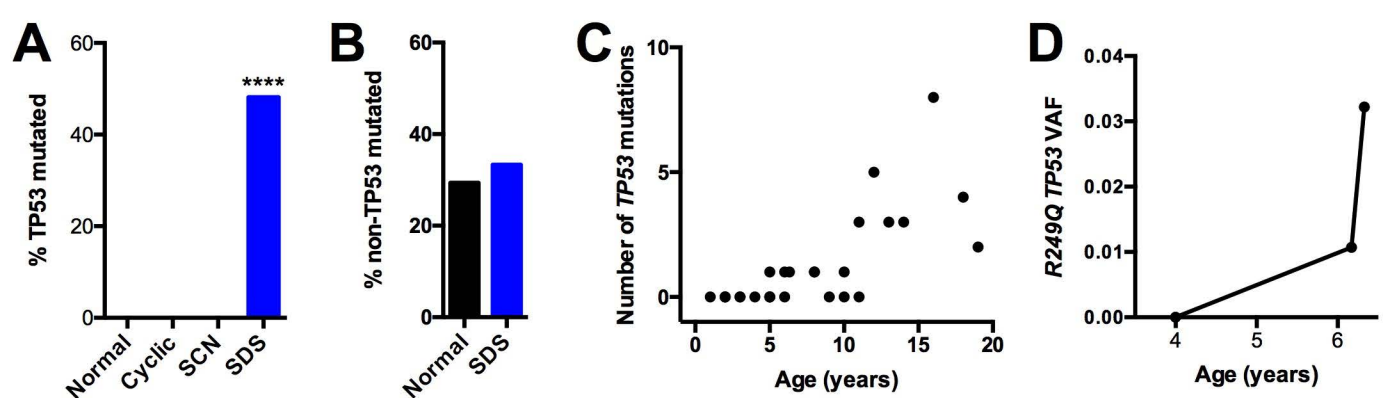 A
% TP53 mutated
60
40
20
0
****
Normal
Cyclic
SCN
SDS
B
% non-TP53 mutated
60
40
20
0
Normal
SDS
C
Number of TP53 mutations
10
5
0
0 5 10 15 20
Age (years)
D
R249Q TP53 VAF
0.04
0.03
0.02
0.01
0.00
4 5 6
Age (years)